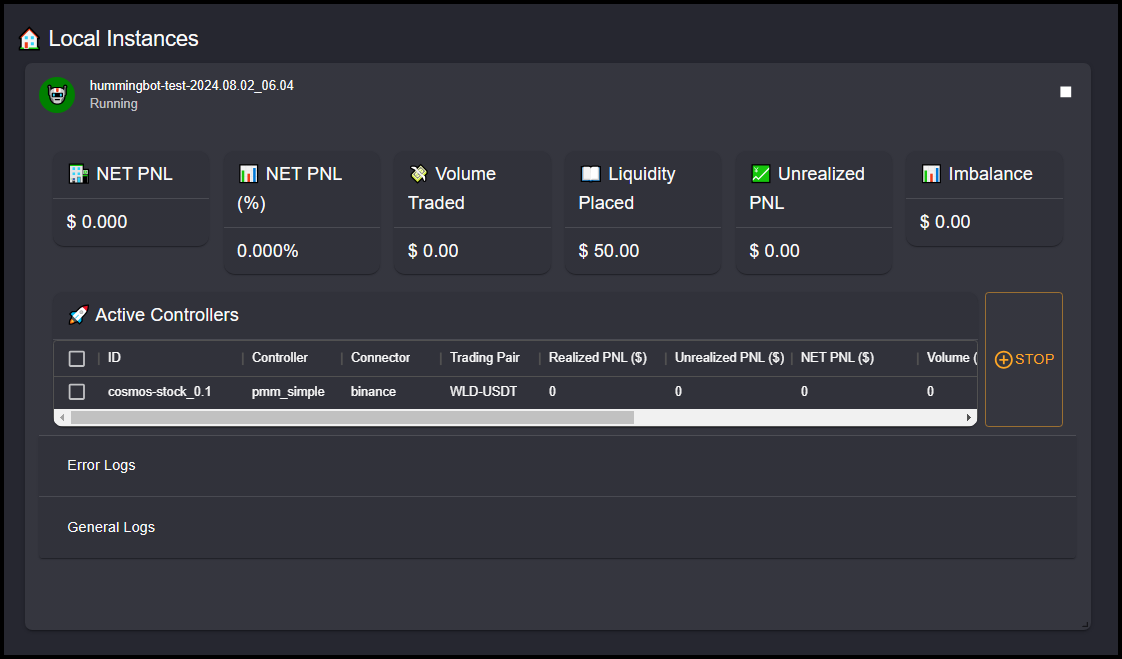 Local Instances
hummingbot-test-2024.08.02_06.04
Running
NET PNL
$ 0.000
NET PNL
(%)
0.000%
Volume
Traded
$ 0.00
Liquidity
Placed
$ 50.00
Unrealized
PNL
$ 0.00
Imbalance
$ 0.00
Active Controllers
ID Controller Connector Trading Pair Realized PNL ($) Unrealized PNL ($) NET PNL ($) Volume (
cosmos-stock_0.1 pmm_simple binance WLD-USDT 0 0 0 0
STOP
Error Logs
General Logs